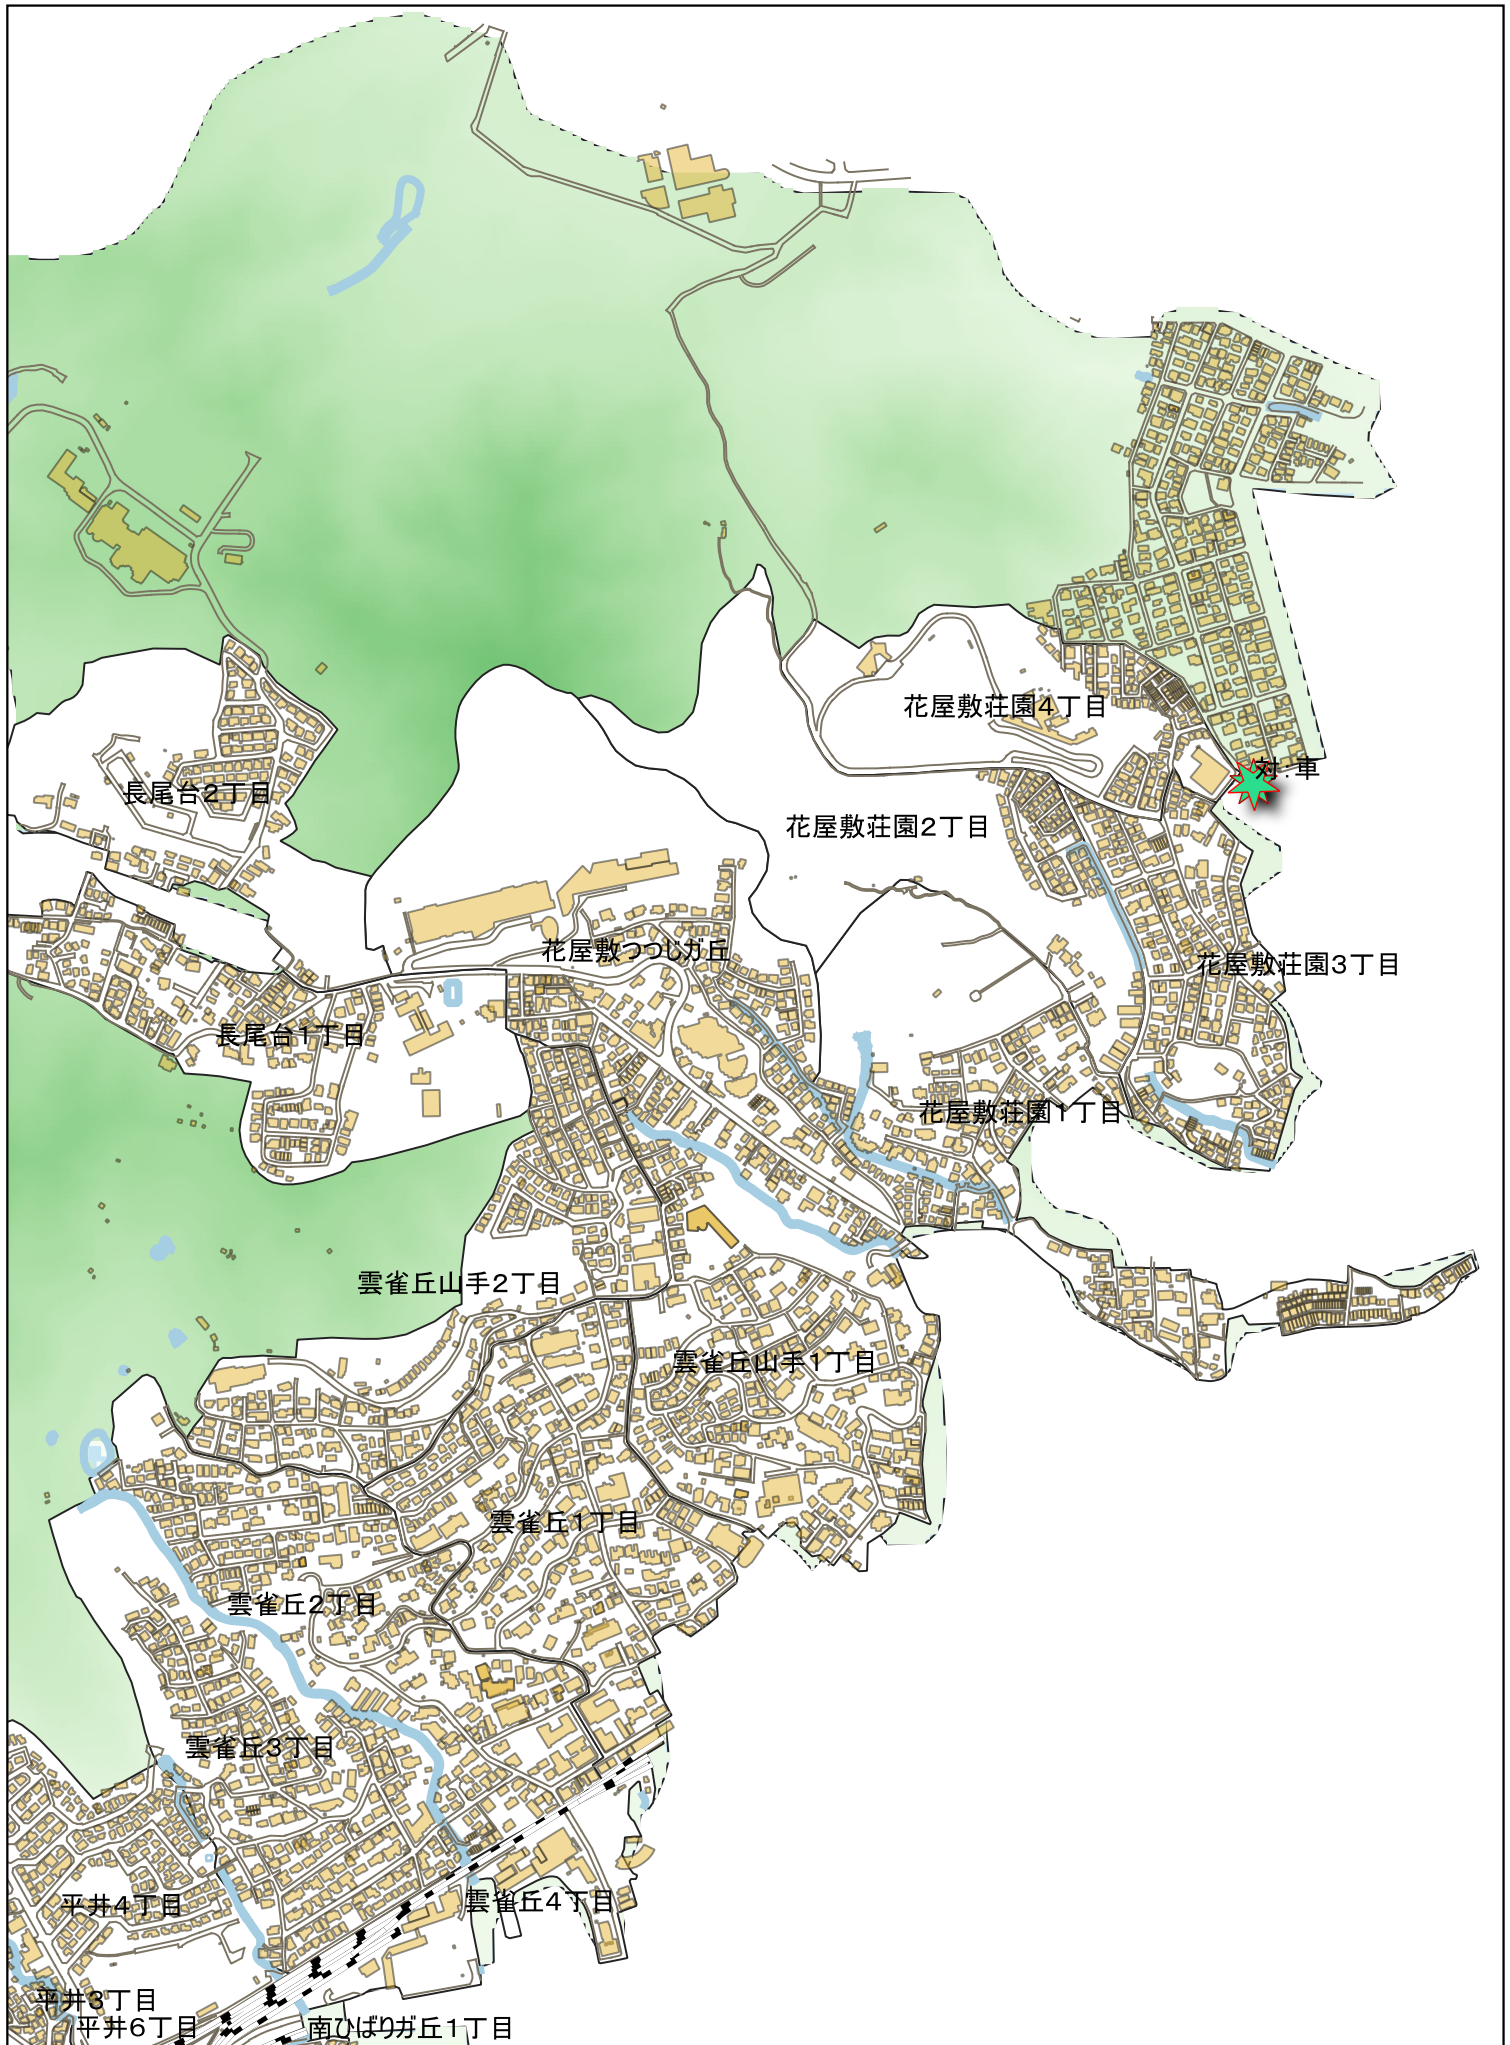 花屋敷荘園4丁目
対:車
長尾台2丁目
花屋敷荘園2丁目
花屋敷つつじガ丘
花屋敷荘園3丁目
長尾台1丁目
花屋敷荘園1丁目
雲雀丘山手2丁目
雲雀丘山手1丁目
雲雀丘1丁目
雲雀丘2丁目
雲雀丘3丁目
雲雀丘4丁目
平井4丁目
平井3丁目
平井6丁目
南ひばりガ丘1丁目